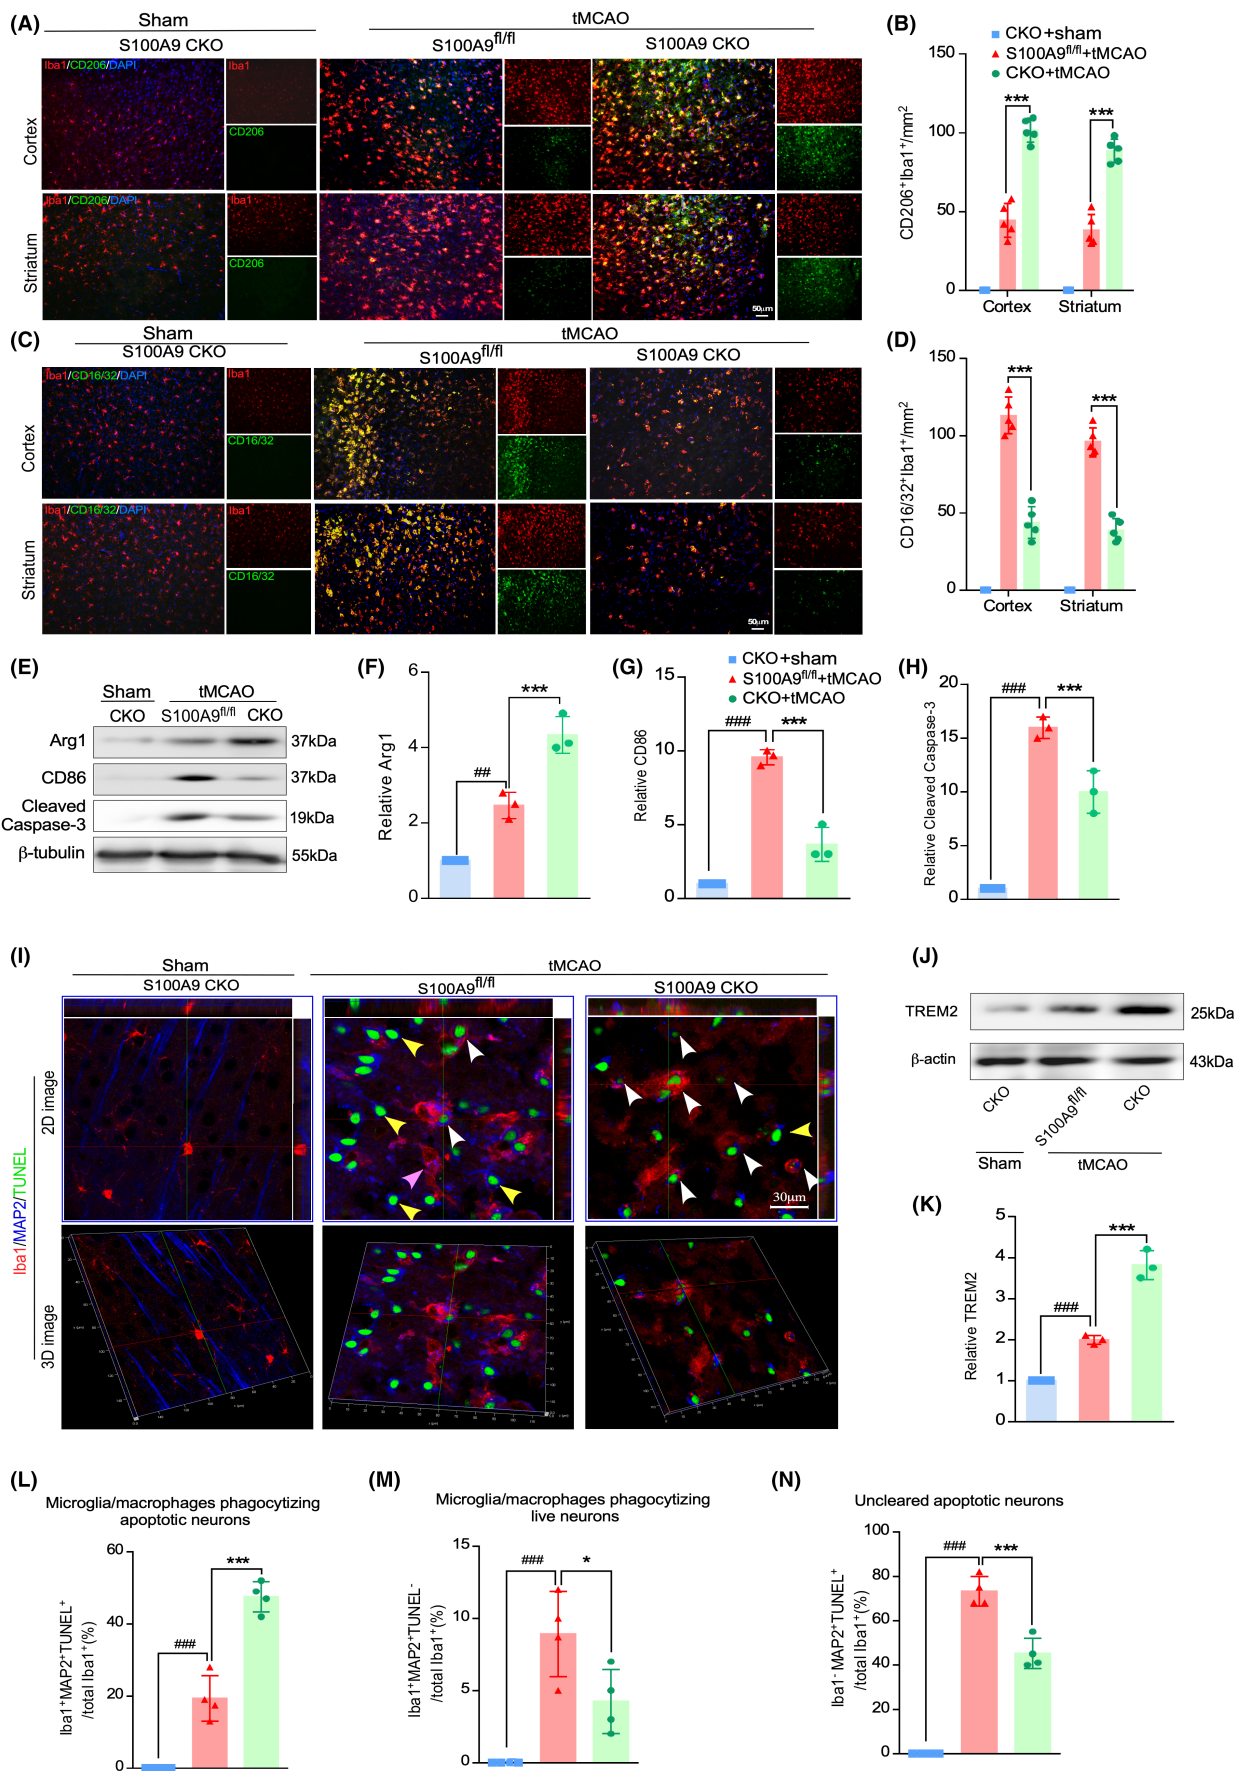 (A)
Sham
tMCAO
S100A9 CKO
S100A9fl/fl
S100A9 CKO
Iba1/CD206/DAPI
Iba1
CD206
Cortex
Iba1/CD206/DAPI
Iba1
CD206
Striatum
50μm
(B)
CKO+sham
S100A9fl/fl+tMCAO
CKO+tMCAO
CD206+Iba1+/mm2
150
100
50
0
***
***
Cortex
Striatum
(C)
Sham
tMCAO
S100A9 CKO
S100A9fl/fl
S100A9 CKO
Iba1/CD16/32/DAPI
Iba1
CD16/32
Cortex
Iba1/CD16/32/DAPI
Iba1
CD16/32
Striatum
50μm
(D)
CD16/32+Iba1+/mm2
150
100
50
0
***
***
Cortex
Striatum
(E)
Sham
tMCAO
CKO
S100A9fl/fl
CKO
Arg1
37kDa
CD86
37kDa
Cleaved
Caspase-3
19kDa
β-tubulin
55kDa
(F)
Relative Arg1
6
4
2
0
##
***
(G)
CKO+sham
S100A9fl/fl+tMCAO
CKO+tMCAO
Relative CD86
15
10
5
0
###
***
(H)
Relative Cleaved Caspase-3
20
15
10
5
0
###
***
(I)
Sham
tMCAO
S100A9 CKO
S100A9fl/fl
S100A9 CKO
Iba1/MAP2/TUNEL
2D image
3D image
30μm
(J)
TREM2
25kDa
β-actin
43kDa
CKO
S100A9fl/fl
CKO
Sham
tMCAO
(K)
Relative TREM2
5
4
3
2
1
0
###
***
(L)
Microglia/macrophages phagocytizing
apoptotic neurons
Iba1+MAP2+TUNEL+
/total Iba1+(%)
60
40
20
0
###
***
(M)
Microglia/macrophages phagocytizing
live neurons
Iba1+MAP2+TUNEL-
/total Iba1+(%)
15
10
5
0
###
*
(N)
Uncleared apoptotic neurons
Iba1- MAP2+TUNEL+
/total Iba1+(%)
100
80
60
40
20
0
###
***